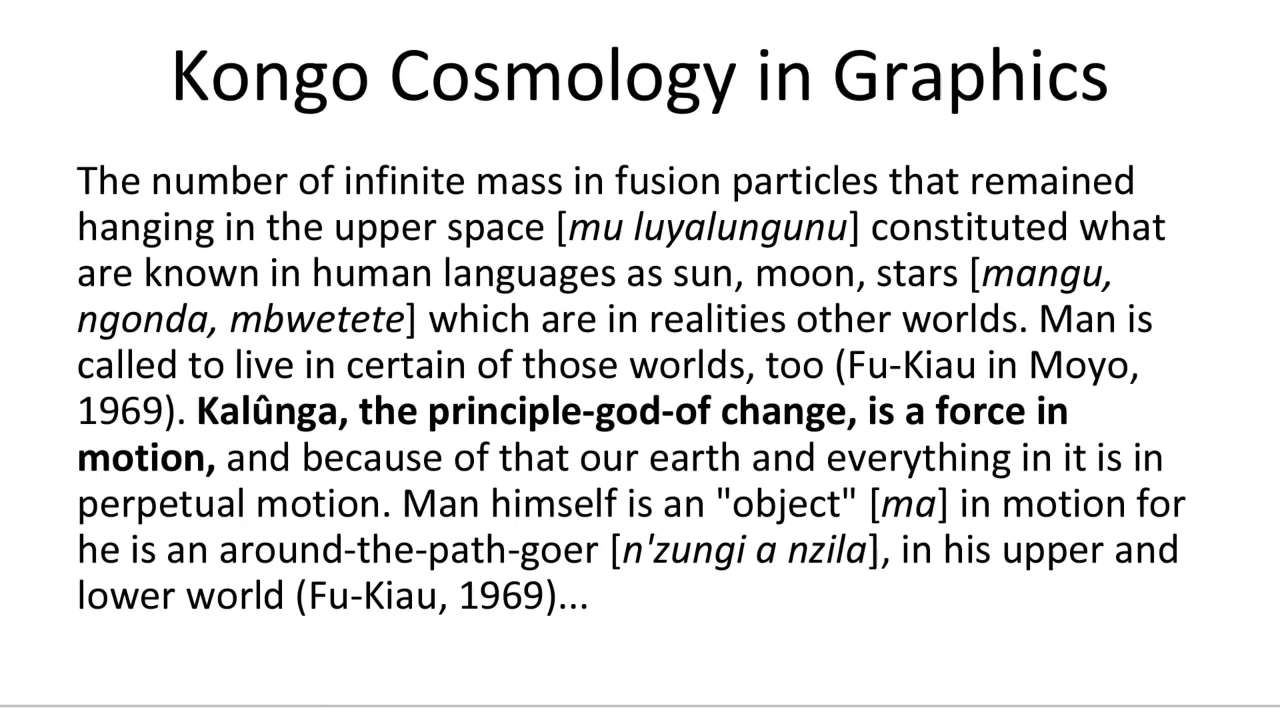 Kongo Cosmology in Graphics
The number of infinite mass in fusion particles that remained
hanging in the upper space [mu luyalungunu] constituted what
are known in human languages as sun, moon, stars [mangu,
ngonda, mbwetete] which are in realities other worlds. Man is
called to live in certain of those worlds, too (Fu-Kiau in Moyo,
1969). Kalûnga, the principle-god-of change, is a force in
motion, and because of that our earth and everything in it is in
perpetual motion. Man himself is an "object" [ma] in motion for
he is an around-the-path-goer [n'zungi a nzila], in his upper and
lower world (Fu-Kiau, 1969)...